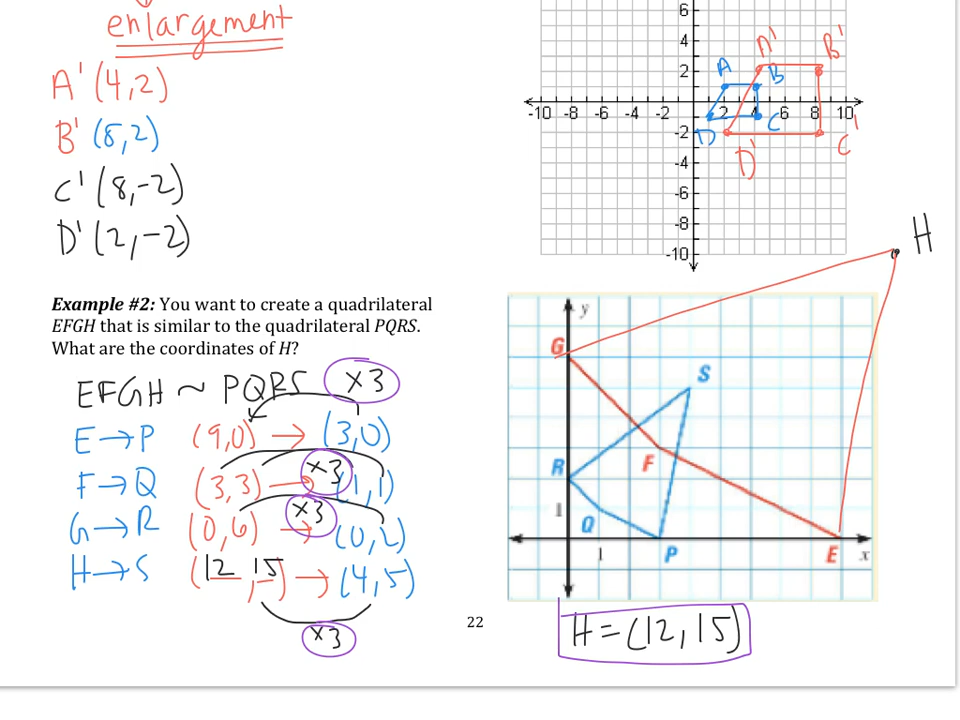 enlargement
A' (4,2)
B' (8,2)
C' (8,-2)
D' (2,-2)
6
4
2
-10 -8 -6 -4 -2 2 4 6 8 10
-2
-4
-6
-8
-10
A B C D
A' B' C' D'
Example #2: You want to create a quadrilateral
EFGH that is similar to the quadrilateral PQRS.
What are the coordinates of H?
EFGH ~ PQRS ×3
E → P (9,0) → (3,0)
F → Q (3,3) → (1,1)
×3
G → R (0,6) → (0,2)
×3
H → S (12,15) → (4,5)
×3
H
y
G
S
R F
1
Q
1 P E x
22
H = (12,15)